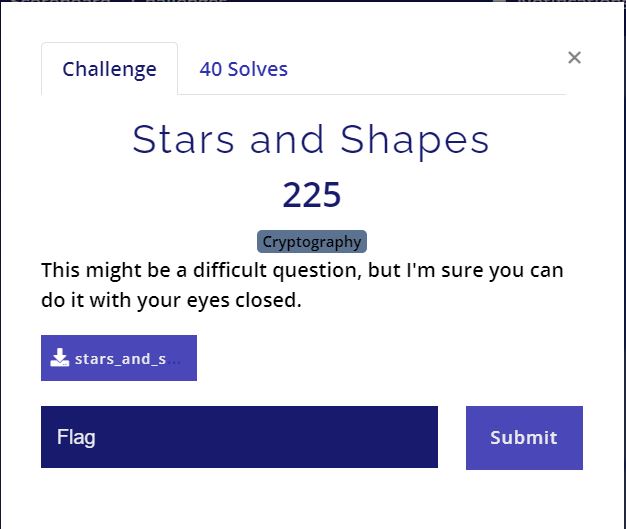 Challenge
40 Solves
×
Stars and Shapes
225
Cryptography
This might be a difficult question, but I'm sure you can
do it with your eyes closed.
stars_and_s...
Flag
Submit